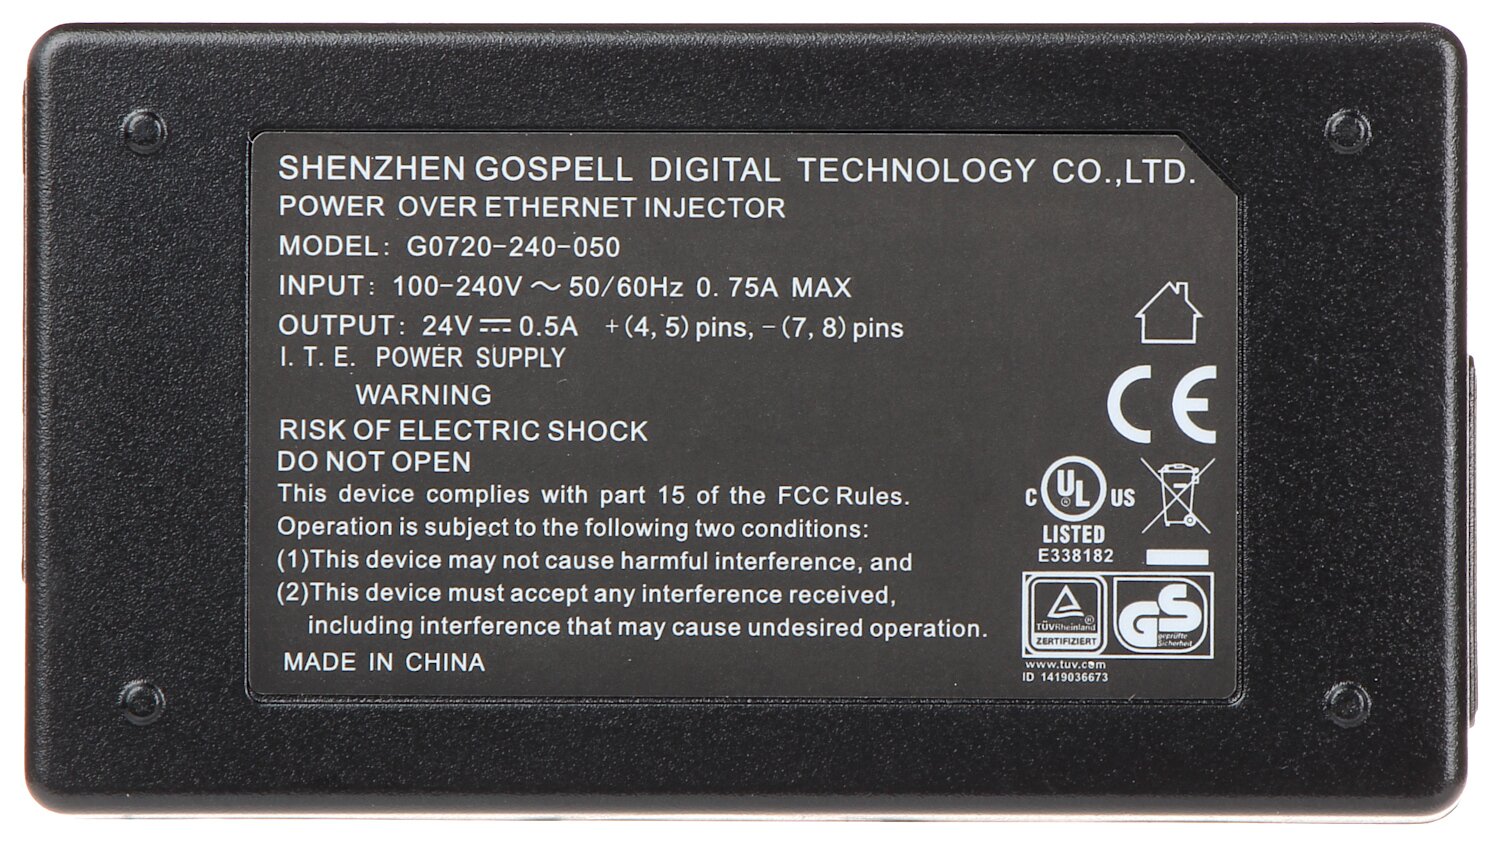 SHENZHEN GOSPELL DIGITAL TECHNOLOGY CO.,LTD.
POWER OVER ETHERNET INJECTOR
MODEL: G0720-240-050
INPUT: 100-240V ~ 50/60Hz 0.75A MAX
OUTPUT: 24V ⎓ 0.5A +(4, 5) pins, -(7, 8) pins
I. T. E. POWER SUPPLY
WARNING
RISK OF ELECTRIC SHOCK
DO NOT OPEN
This device complies with part 15 of the FCC Rules.
Operation is subject to the following two conditions:
(1)This device may not cause harmful interference, and
(2)This device must accept any interference received,
including interference that may cause undesired operation.
MADE IN CHINA
CE
C UL ® US
LISTED
E338182
TÜVRheinland ®
ZERTIFIZIERT
GS
geprüfte
Sicherheit
www.tuv.com
ID 1419036673